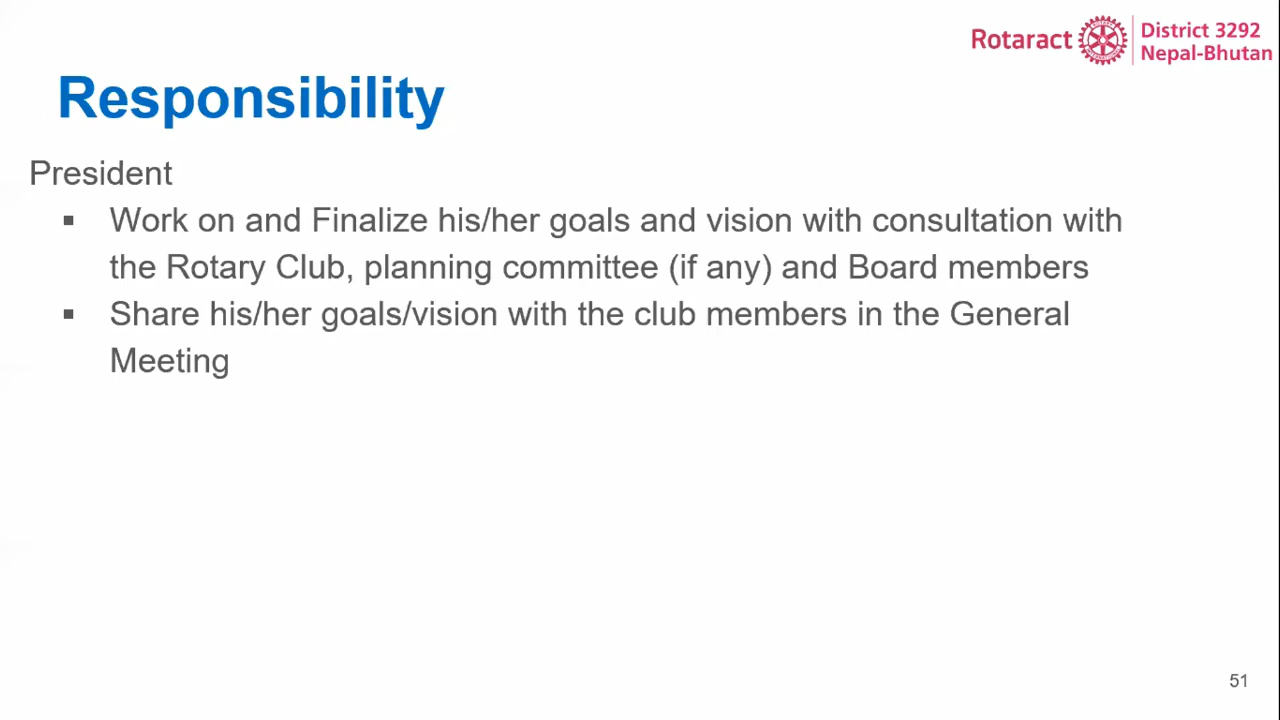 Rotaract
District 3292
Nepal-Bhutan
Responsibility
President
▪ Work on and Finalize his/her goals and vision with consultation with
the Rotary Club, planning committee (if any) and Board members
▪ Share his/her goals/vision with the club members in the General
Meeting
51